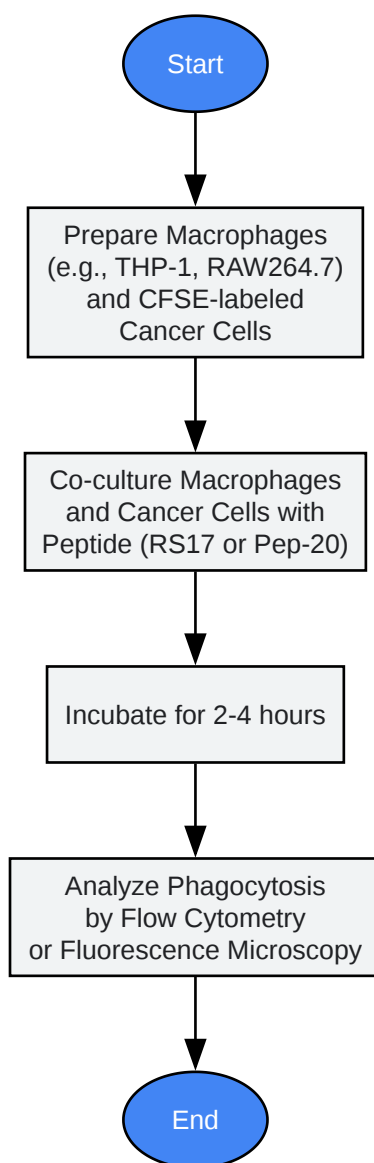 Start
Prepare Macrophages
(e.g., THP-1, RAW264.7)
and CFSE-labeled
Cancer Cells
Co-culture Macrophages
and Cancer Cells with
Peptide (RS17 or Pep-20)
Incubate for 2-4 hours
Analyze Phagocytosis
by Flow Cytometry
or Fluorescence Microscopy
End